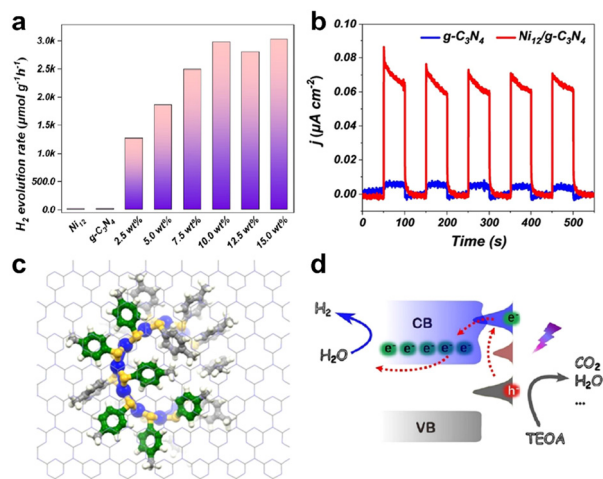 a
H₂ evolution rate (μmol g⁻¹h⁻¹)
3.0k
2.5k
2.0k
1.5k
1.0k
500.0
0.0
Ni₁₂
g-C₃N₄
2.5 wt%
5.0 wt%
7.5 wt%
10.0 wt%
12.5 wt%
15.0 wt%
b
g-C₃N₄ Ni₁₂/g-C₃N₄
j (μA cm⁻²)
0.10
0.08
0.06
0.04
0.02
0.00
0 100 200 300 400 500
Time (s)
c
d
H₂
H₂O
CB
e⁻ e⁻ e⁻ e⁻ e⁻
e⁻
h⁺
VB
CO₂
H₂O
...
TEOA